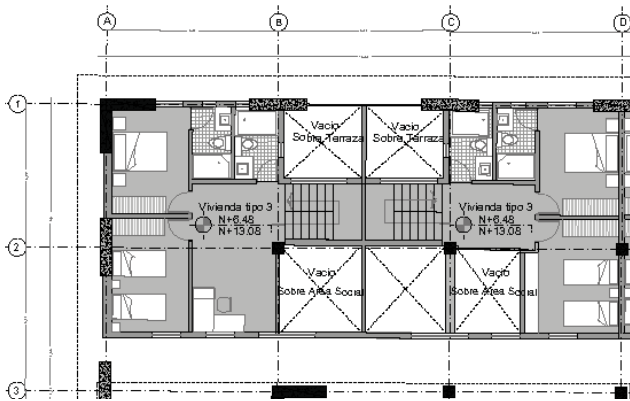 A B C D
1
Vacio Vacio
Sobre Terraza Sobre Terraza
Vivienda tipo 3 Vivienda tipo 3
N+6.48 N+6.48
N+13.08 N+13.08
2
Vacio Vacio
Sobre Area Social Sobre Area Social
3